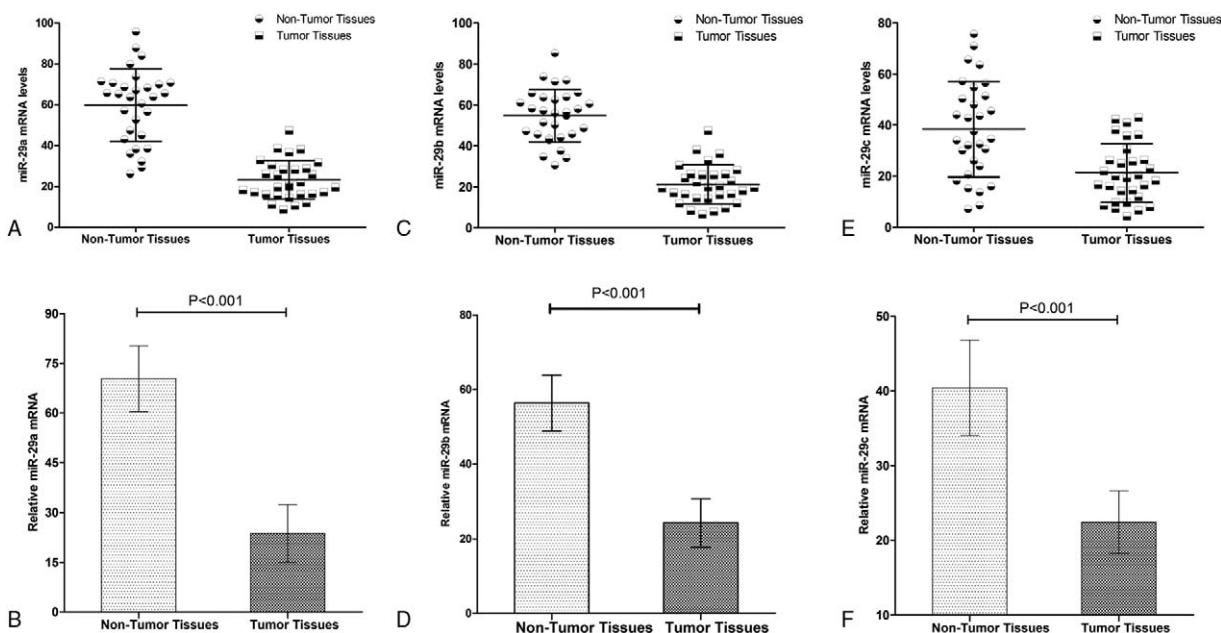 Non-Tumor Tissues
Tumor Tissues
miR-29a mRNA levels
100
80
60
40
20
0
A
Non-Tumor Tissues
Tumor Tissues
Non-Tumor Tissues
Tumor Tissues
miR-29b mRNA levels
100
80
60
40
20
0
C
Non-Tumor Tissues
Tumor Tissues
Non-Tumor Tissues
Tumor Tissues
miR-29c mRNA levels
80
60
40
20
0
E
Non-Tumor Tissues
Tumor Tissues
P<0.001
Relative miR-29a mRNA
90
75
60
45
30
15
0
B
Non-Tumor Tissues
Tumor Tissues
P<0.001
Relative miR-29b mRNA
80
60
40
20
0
D
Non-Tumor Tissues
Tumor Tissues
P<0.001
Relative miR-29c mRNA
50
40
30
20
10
F
Non-Tumor Tissues
Tumor Tissues